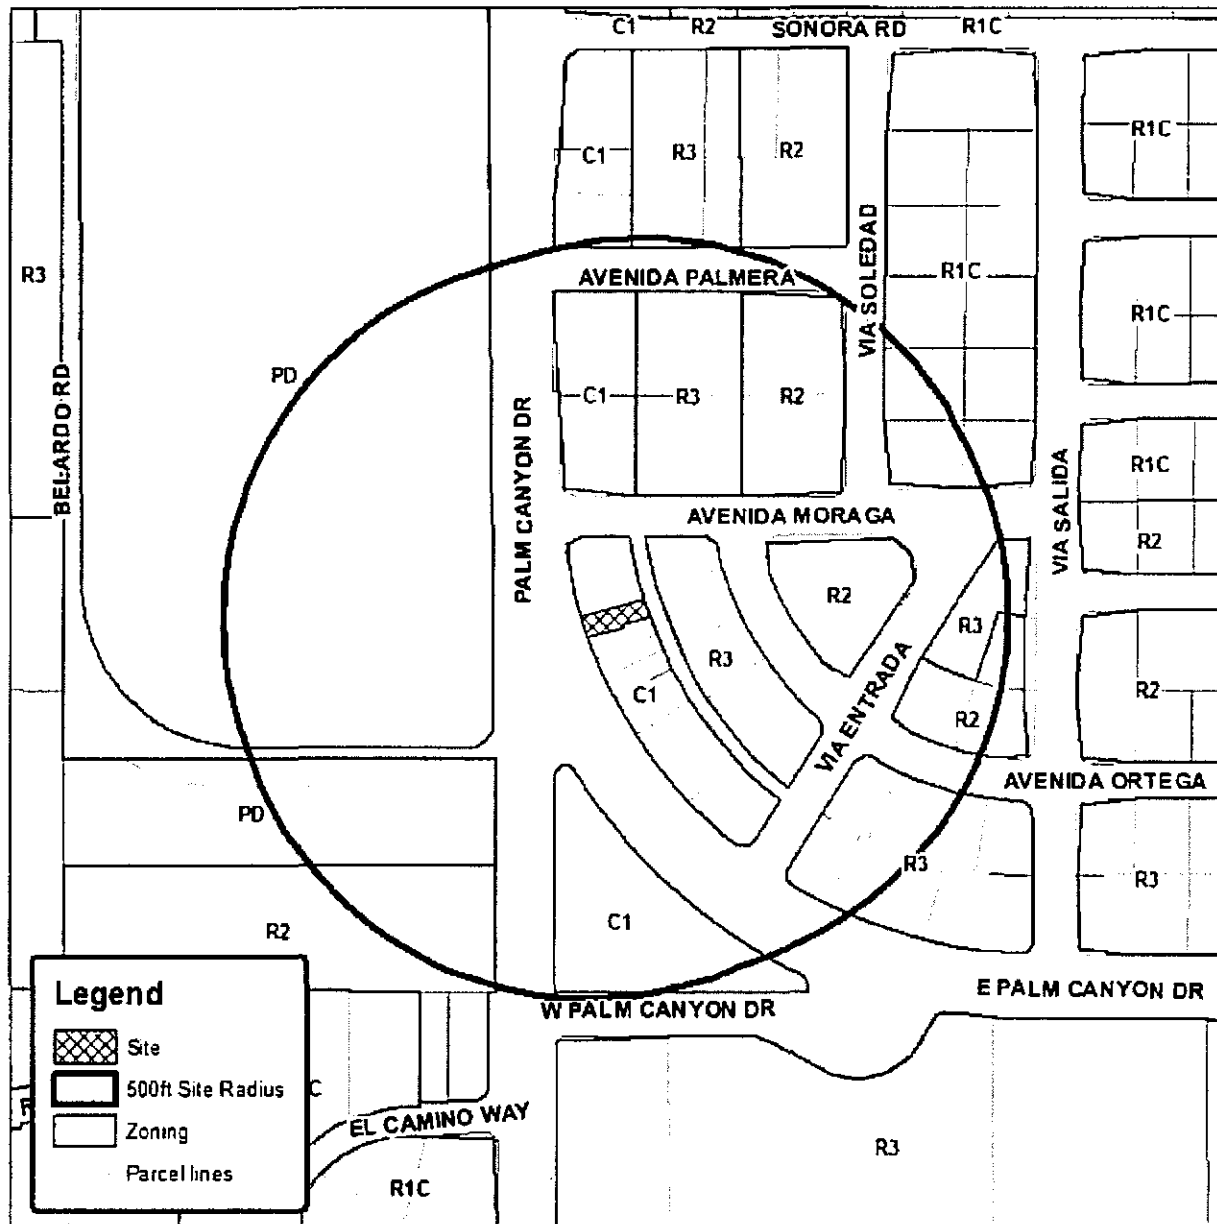 C1 R2 SONORA RD R1C
R1C
C1 R3 R2
VIA SOLEDAD
R3
AVENIDA PALMERA
R1C
R1C
PD
BELARDO RD
PALM CANYON DR
C1 R3 R2
VIA SALIDA
R1C
AVENIDA MORAGA
R2
R2
R3
R3
C1
VIA ENTRADA
R2
R2
AVENIDA ORTEGA
PD
R3
R3
R2
C1
E PALM CANYON DR
W PALM CANYON DR
Legend
Site
500ft Site Radius
Zoning
Parcel lines
C
EL CAMINO WAY
R3
R1C